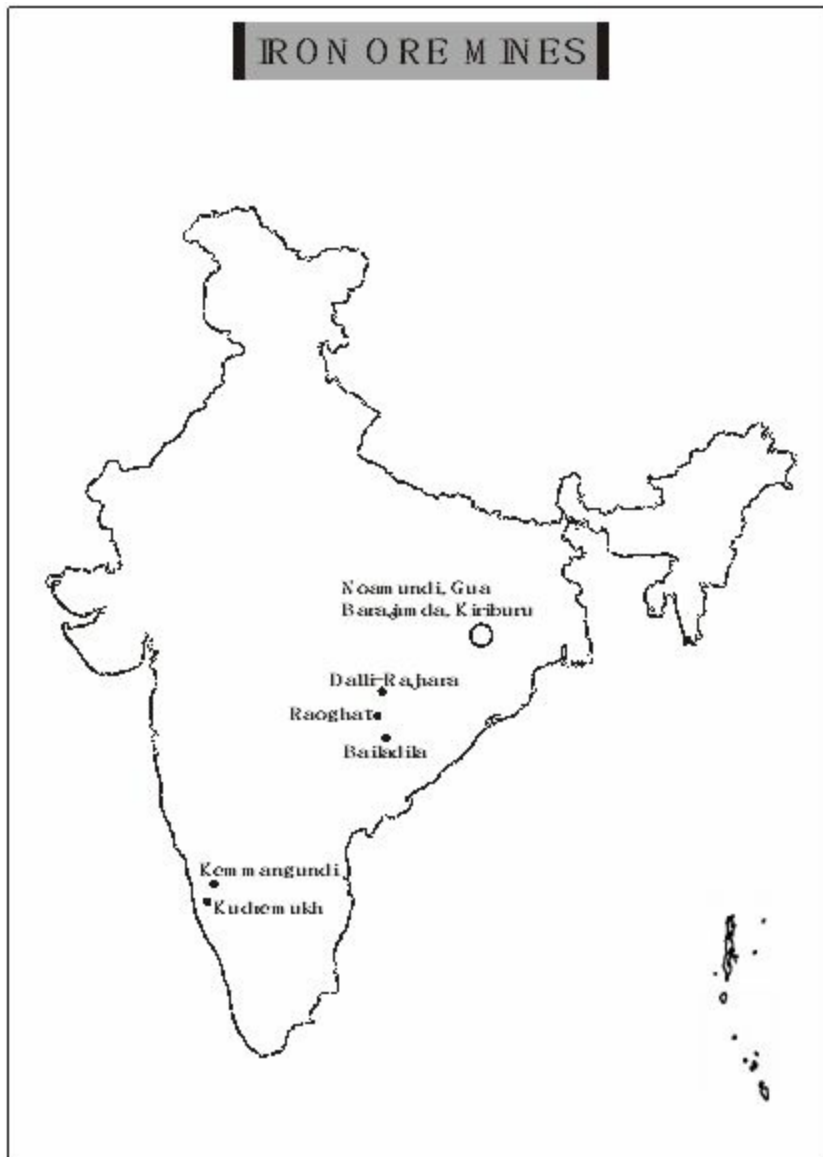 IRON ORE MINES
Noamundi, Gua
Barajamda, Kiriburu
Dalli-Rajhara
Raoghat
Bailadila
Kemmangundi
Kudremukh